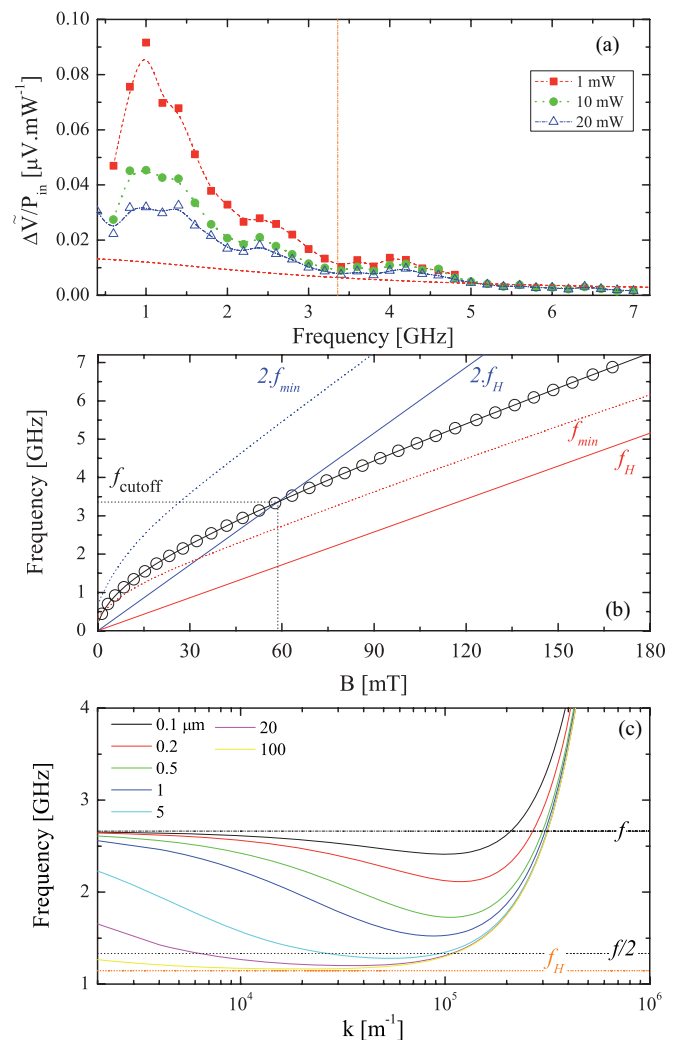 (a)
0.10
0.08
0.06
0.04
0.02
0.00
ΔṼ/P_in [µV.mW⁻¹]
1 mW
10 mW
20 mW
1 2 3 4 5 6 7
Frequency [GHz]
7
6
5
4
3
2
1
0
Frequency [GHz]
2.f_min
2.f_H
f_min
f_H
f_cutoff
(b)
0 30 60 90 120 150 180
B [mT]
4
3
2
1
Frequency [GHz]
(c)
0.1 µm 20
0.2 100
0.5
1
5
f
f/2
f_H
10⁴ 10⁵ 10⁶
k [m⁻¹]